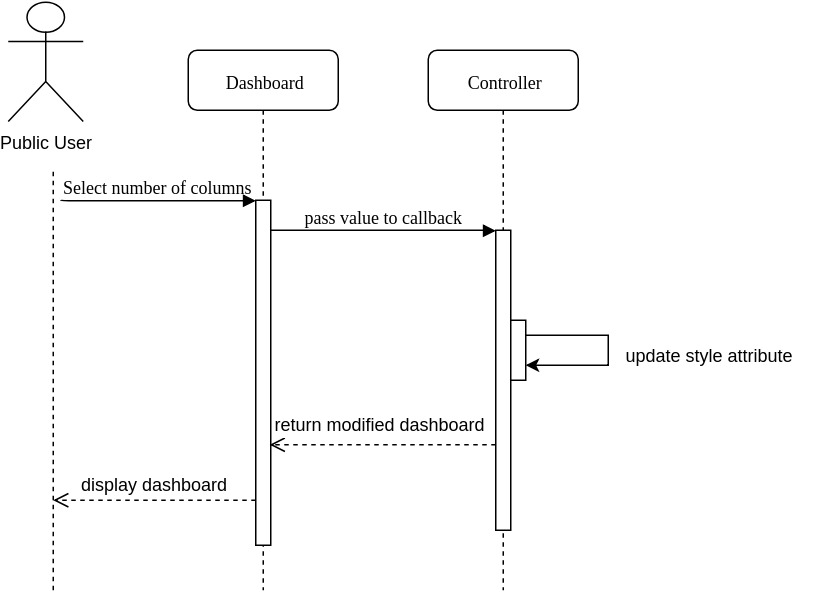 Dashboard
Controller
Public User
Select number of columns
pass value to callback
update style attribute
return modified dashboard
display dashboard